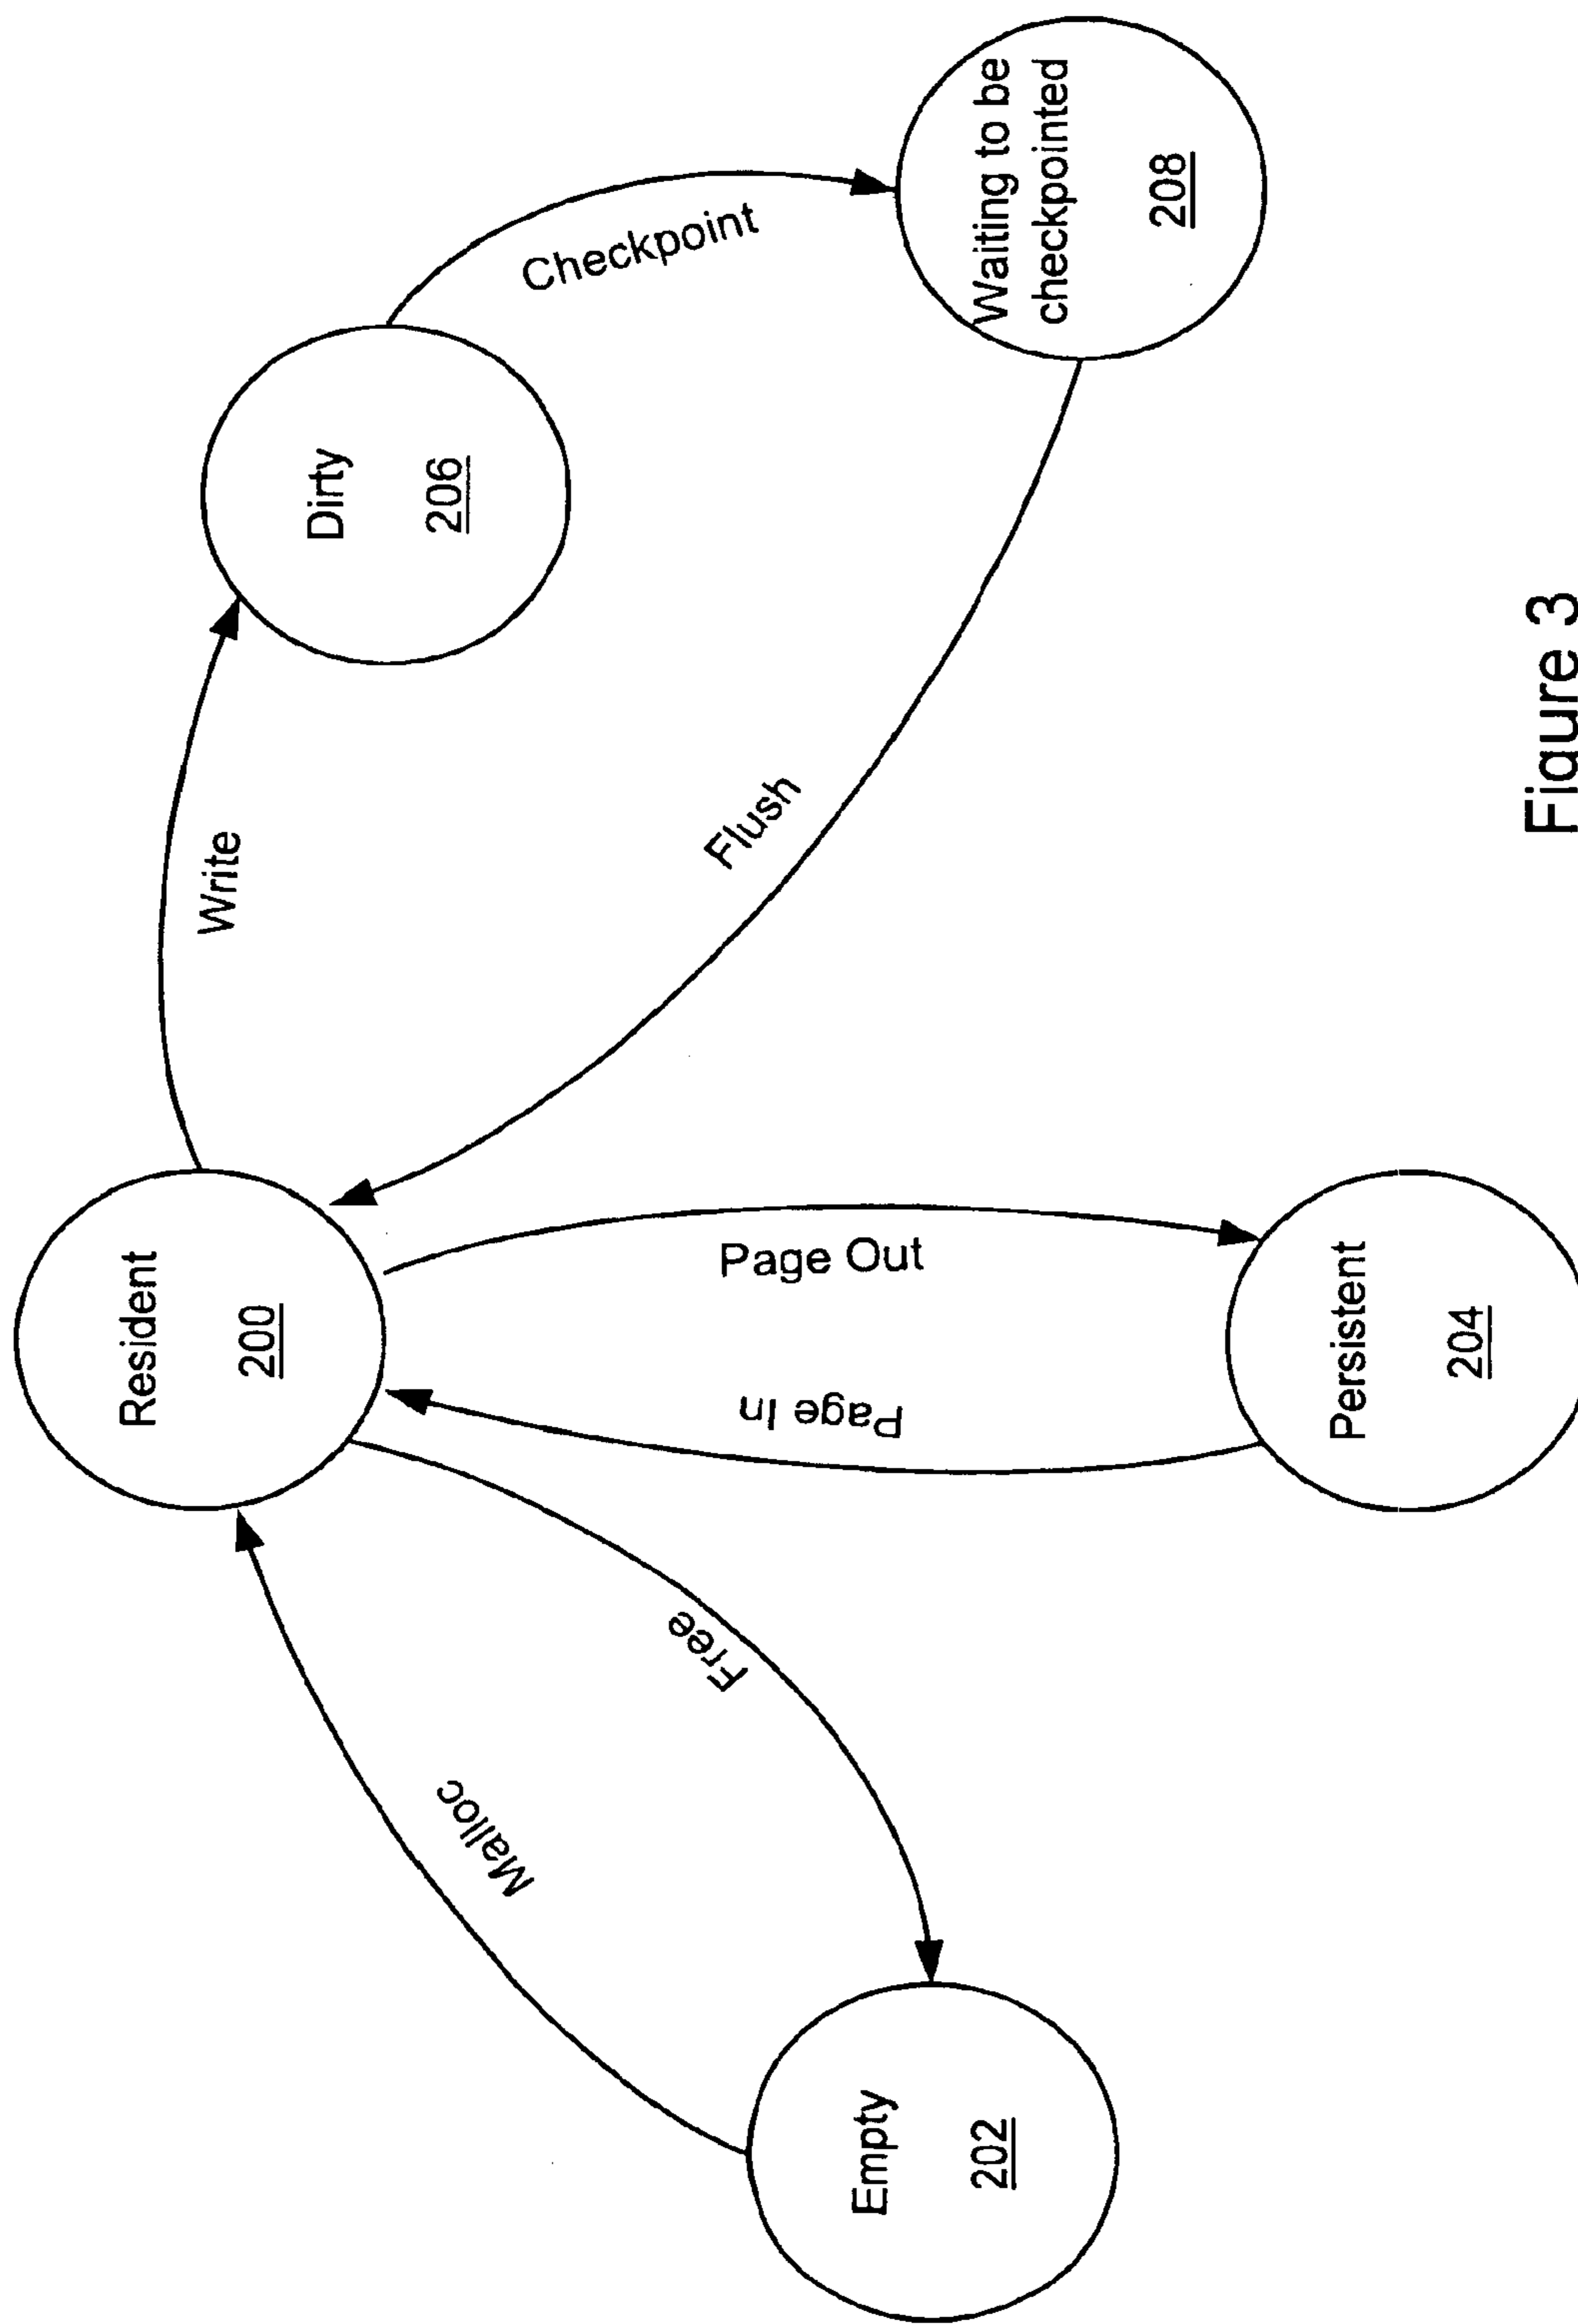 Resident
200
Write
Dirty
206
Checkpoint
Waiting to be
checkpointed
208
Flush
Malloc
Free
Page In
Page Out
Empty
202
Persistent
204
Figure 3